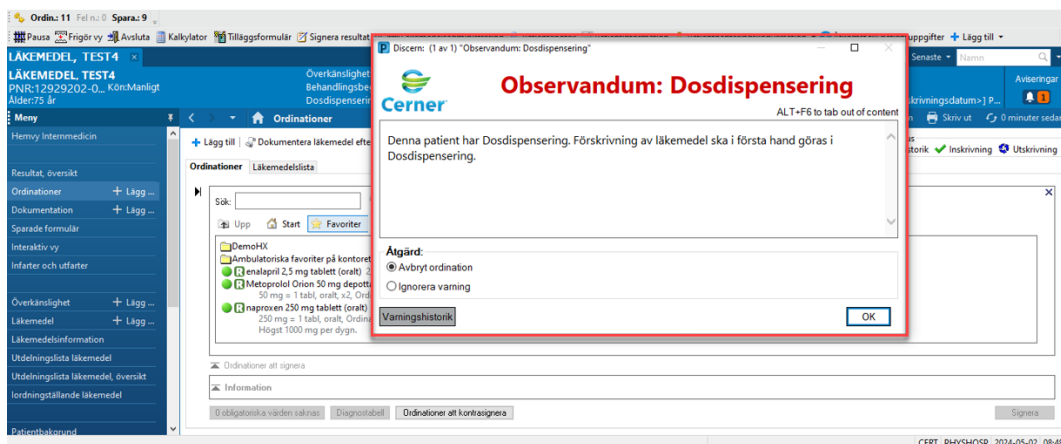 Ordin.: 11 Fel n.: 0 Spara.: 9
Pausa Frigör vy Avsluta Kalkylator Tilläggsformulär Signera resultat
uppgifter + Lägg till
LÄKEMEDEL, TEST4 ×
Senaste Namn
LÄKEMEDEL, TEST4
PNR:12929202-0... Kön:Manligt
Ålder:75 år
Överkänslighet
Behandlingsbe
Dosdispenserin
krivningsdatum>] P...
Aviseringar
1
Meny
Ordinationer
Skriv ut 0 minuter sedan
Hemvy Internmedicin
Resultat, översikt
Ordinationer + Lägg ...
Dokumentation + Lägg ...
Sparade formulär
Interaktiv vy
Infarter och utfarter
Överkänslighet + Lägg ...
Läkemedel + Lägg ...
Läkemedelsinformation
Utdelningslista läkemedel
Utdelningslista läkemedel, översikt
Iordningställande läkemedel
Patientbakgrund
+ Lägg till Dokumentera läkemedel efte
storik Inskrivning Utskrivning
Ordinationer Läkemedelslista
Sök:
Upp Start Favoriter
DemoHX
Ambulatoriska favoriter på kontoret
enalapril 2,5 mg tablett (oralt) 2
Metoprolol Orion 50 mg depotta
50 mg = 1 tabl, oralt, x2, Ord
naproxen 250 mg tablett (oralt)
250 mg = 1 tabl, oralt, Ordina
Högst 1000 mg per dygn.
Discern: (1 av 1) "Observandum: Dosdispensering"
Cerner
Observandum: Dosdispensering
ALT+F6 to tab out of content
Denna patient har Dosdispensering. Förskrivning av läkemedel ska i första hand göras i
Dosdispensering.
Åtgärd:
Avbryt ordination
Ignorera varning
Varningshistorik
OK
Ordinationer att signera
Information
0 obligatoriska värden saknas Diagnostabell Ordinationer att kontrasignera
Signera
CERT PHYSHOSP 2024-05-02 08:4